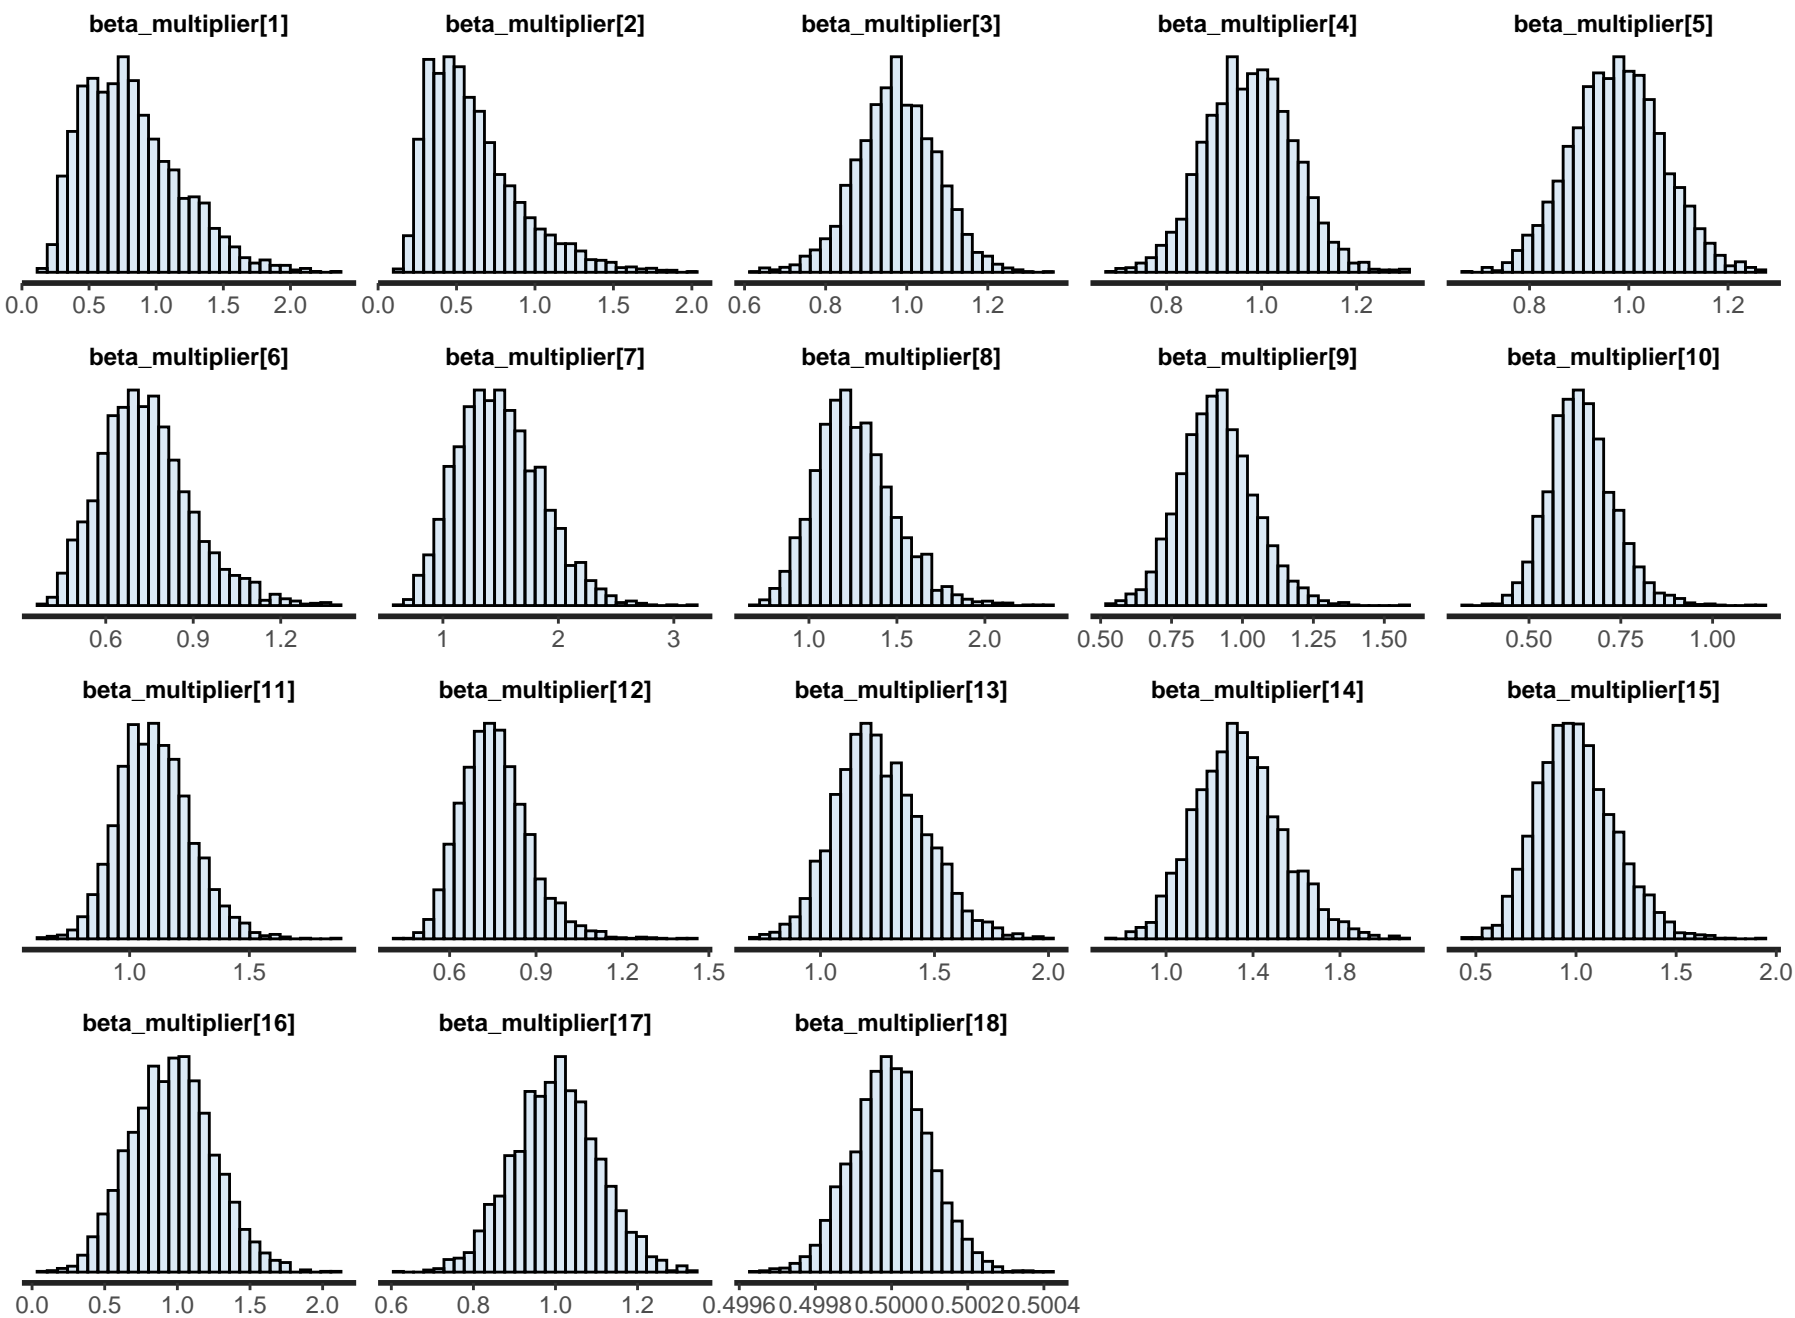 beta_multiplier[1] beta_multiplier[2] beta_multiplier[3] beta_multiplier[4] beta_multiplier[5]
0.0 0.5 1.0 1.5 2.0 0.0 0.5 1.0 1.5 2.0 0.6 0.8 1.0 1.2 0.8 1.0 1.2 0.8 1.0 1.2
beta_multiplier[6] beta_multiplier[7] beta_multiplier[8] beta_multiplier[9] beta_multiplier[10]
0.6 0.9 1.2 1 2 3 1.0 1.5 2.0 0.50 0.75 1.00 1.25 1.50 0.50 0.75 1.00
beta_multiplier[11] beta_multiplier[12] beta_multiplier[13] beta_multiplier[14] beta_multiplier[15]
1.0 1.5 0.6 0.9 1.2 1.5 1.0 1.5 2.0 1.0 1.4 1.8 0.5 1.0 1.5 2.0
beta_multiplier[16] beta_multiplier[17] beta_multiplier[18]
0.0 0.5 1.0 1.5 2.0 0.6 0.8 1.0 1.2 0.4996 0.4998 0.5000 0.5002 0.5004